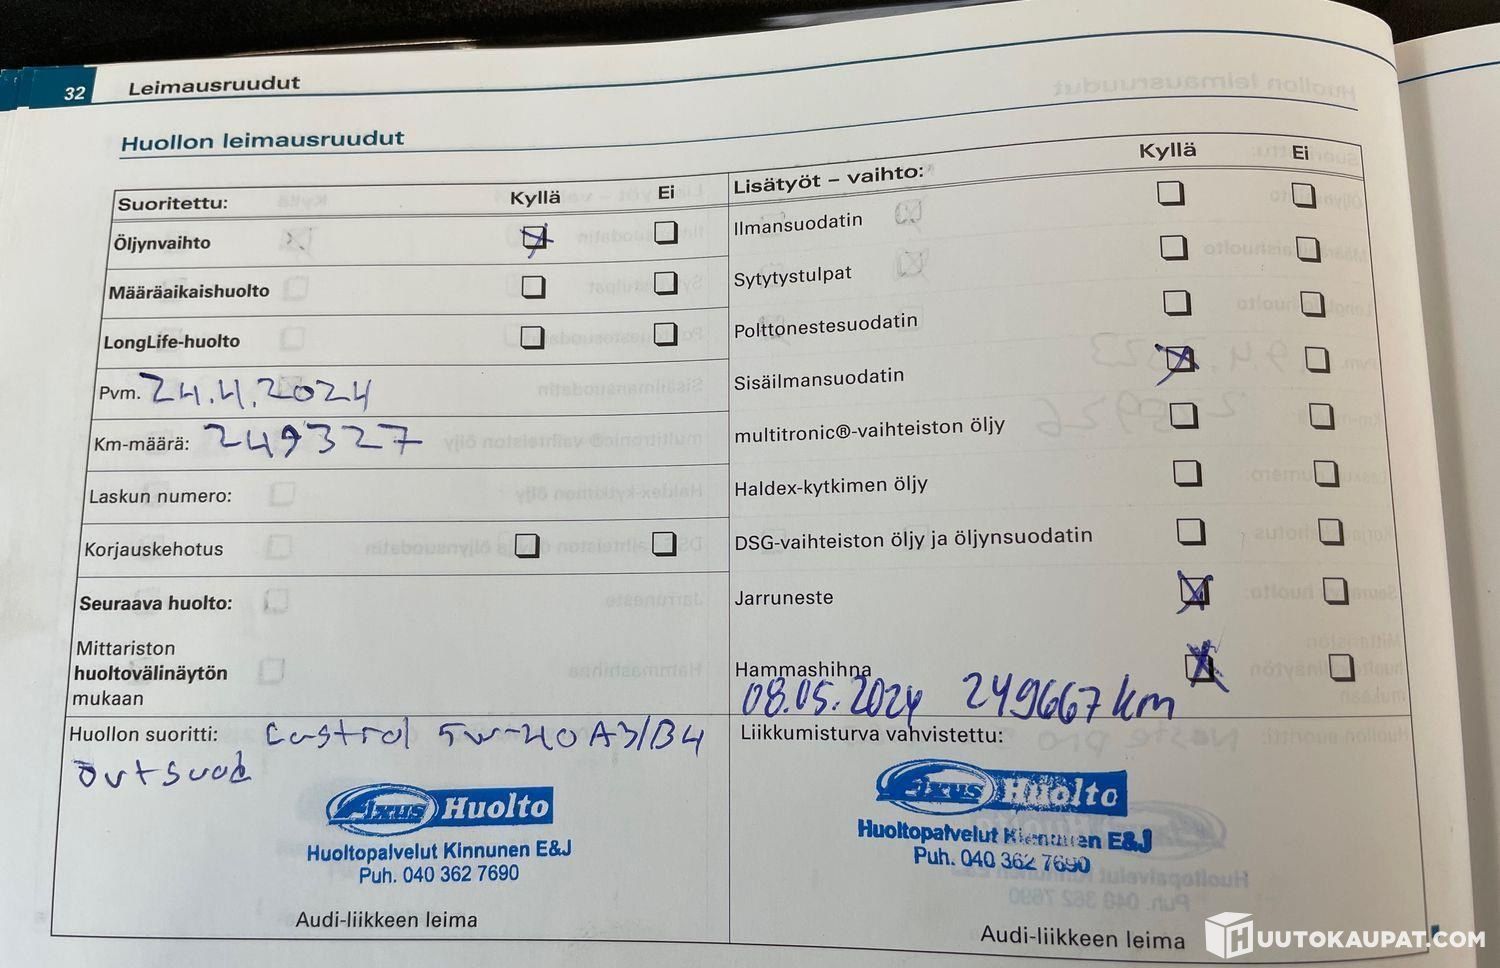 32 Leimausruudut
Huollon leimausruudut
Suoritettu: Kyllä Ei
Öljynvaihto
Määräaikaishuolto
LongLife-huolto
Pvm. 24.4.2024
Km-määrä: 249327
Laskun numero:
Korjauskehotus
Seuraava huolto:
Mittariston
huoltovälinäytön
mukaan
Huollon suoritti: Castrol 5w-40 A3/B4
Axus Huolto
Huoltopalvelut Kinnunen E&J
Puh. 040 362 7690
Audi-liikkeen leima
Lisätyöt – vaihto: Kyllä Ei
Ilmansuodatin
Sytytystulpat
Polttonestesuodatin
Sisäilmansuodatin
multitronic®-vaihteiston öljy
Haldex-kytkimen öljy
DSG-vaihteiston öljy ja öljynsuodatin
Jarruneste
Hammashihna
08.05.2024 249667 km
Liikkumisturva vahvistettu:
Axus Huolto
Huoltopalvelut Kinnunen E&J
Puh. 040 362 7690
Audi-liikkeen leima
HUUTOKAUPAT.COM